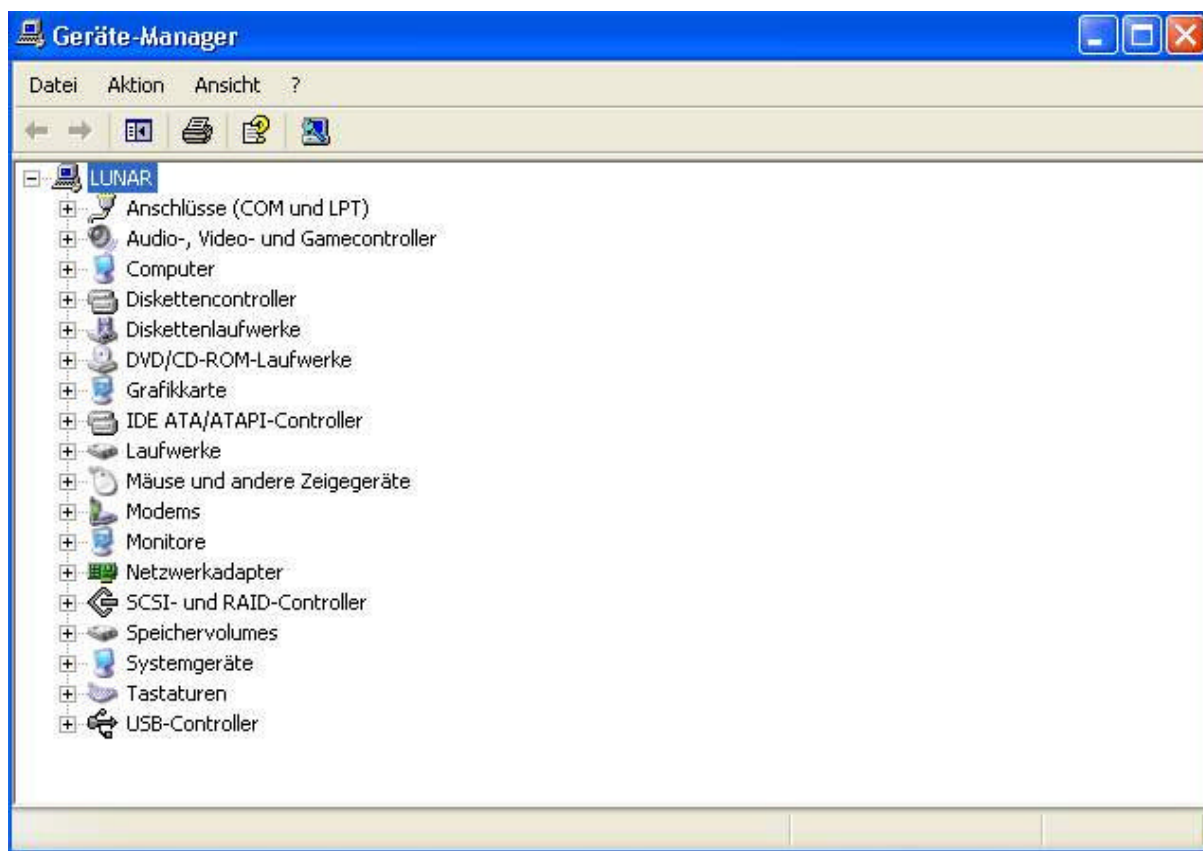 Geräte-Manager
Datei Aktion Ansicht ?
LUNAR
Anschlüsse (COM und LPT)
Audio-, Video- und Gamecontroller
Computer
Diskettencontroller
Diskettenlaufwerke
DVD/CD-ROM-Laufwerke
Grafikkarte
IDE ATA/ATAPI-Controller
Laufwerke
Mäuse und andere Zeigegeräte
Modems
Monitore
Netzwerkadapter
SCSI- und RAID-Controller
Speichervolumes
Systemgeräte
Tastaturen
USB-Controller